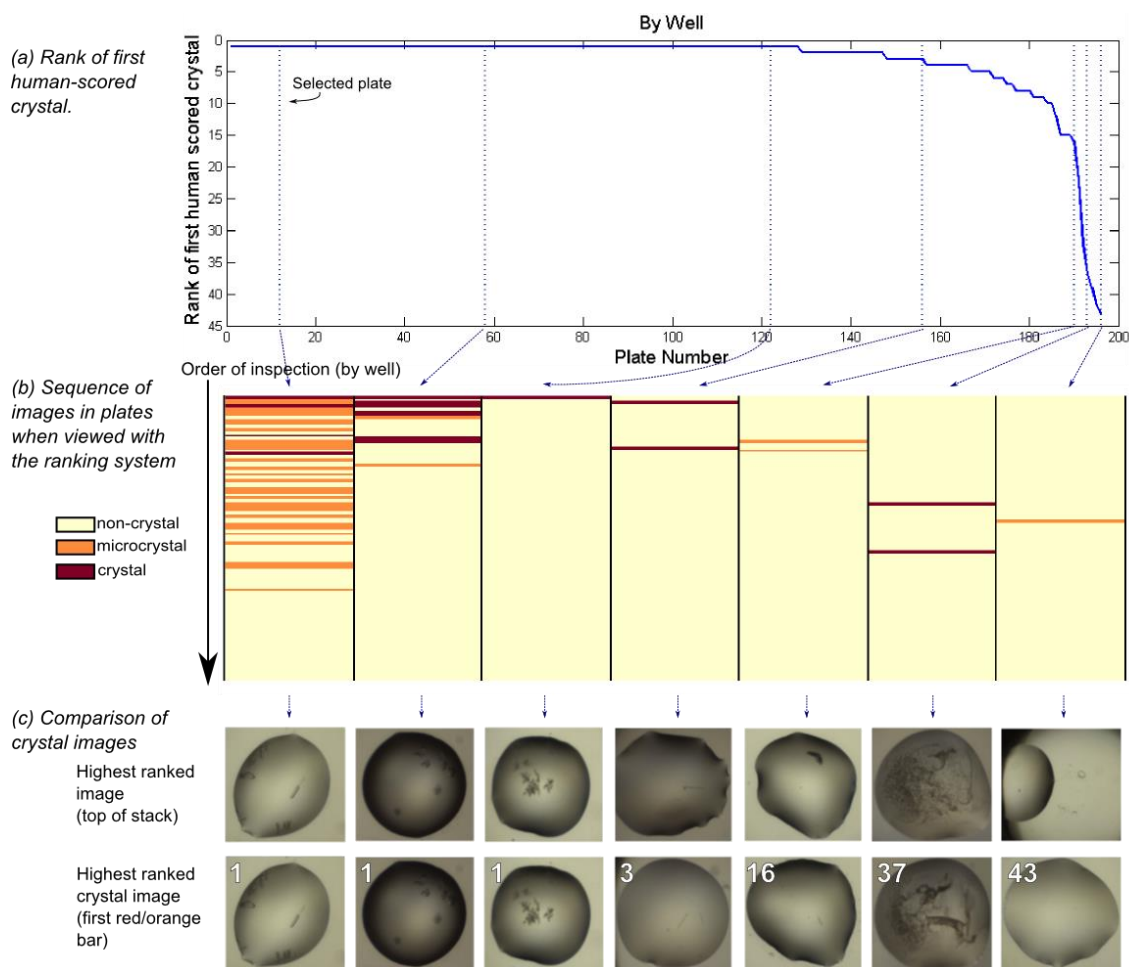 By Well
(a) Rank of first
human-scored
crystal.
Rank of first human scored crystal
0
5
10
15
20
25
30
35
40
45
Selected plate
0
20
40
60
80
100
120
140
160
180
200
Plate Number
Order of inspection (by well)
(b) Sequence of
images in plates
when viewed with
the ranking system
non-crystal
microcrystal
crystal
(c) Comparison of
crystal images
Highest ranked
image
(top of stack)
Highest ranked
crystal image
(first red/orange
bar)
1
1
1
3
16
37
43